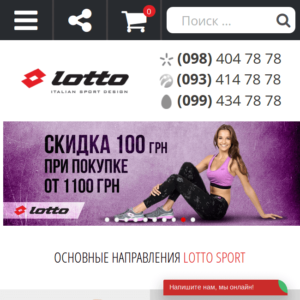 0
Поиск ...
lotto
ITALIAN SPORT DESIGN
(098) 404 78 78
(093) 414 78 78
(099) 434 78 78
СКИДКА 100 ГРН
ПРИ ПОКУПКЕ
ОТ 1100 ГРН
lotto
ОСНОВНЫЕ НАПРАВЛЕНИЯ LOTTO SPORT
Напишите нам, мы онлайн!